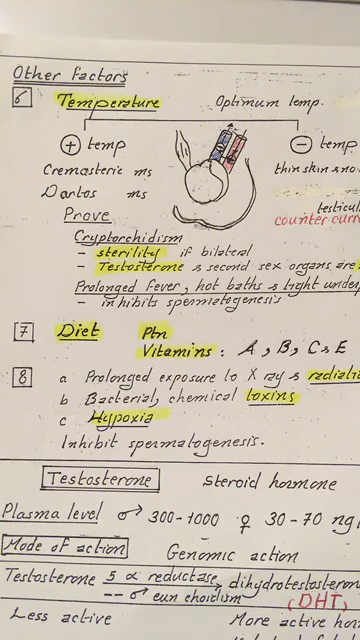 Other factors
6 Temperature Optimum temp.
+ temp - temp
Cremasteric ms thin skin & no
Dartos ms
testicul
Prove counter curr
Cryptorchidism
- sterility if bilateral
- Testosterone & second sex organs are
Prolonged fever, hot baths & tight under
- inhibits spermatogenesis
7 Diet Ptn
Vitamins : A, B, C & E
8 a Prolonged exposure to X ray & radiati
b Bacterial, chemical toxins
c Hypoxia
Inhibit spermatogenesis.
Testosterone Steroid hormone
Plasma level ♂ 300-1000 ♀ 30-70 ng/
Mode of action Genomic action
Testosterone 5 α reductase dihydrotestosteron
-- ♂ eunchoidism (DHT)
Less active More active hor